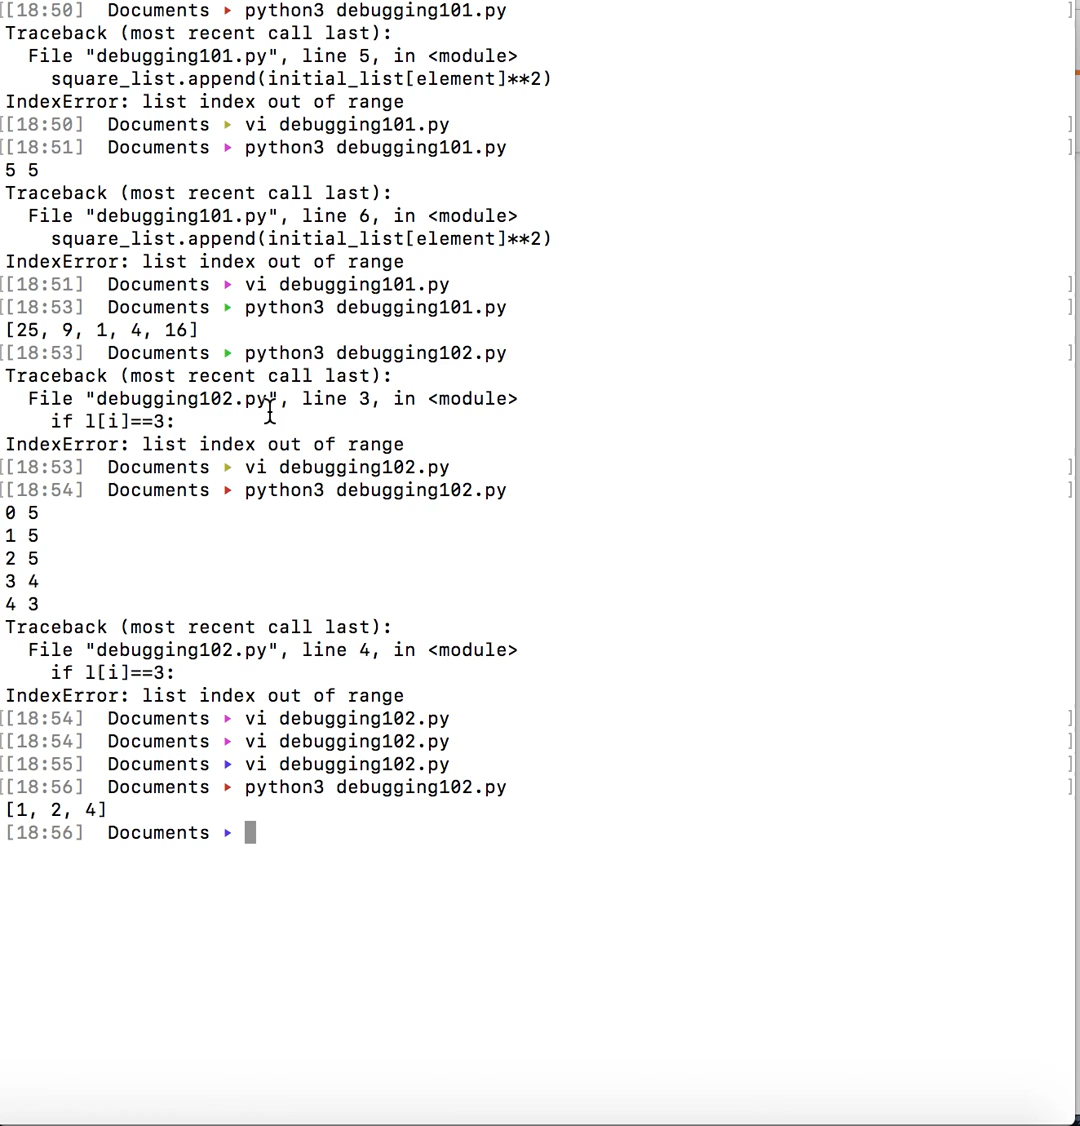 [[18:50]  Documents ▸ python3 debugging101.py ]
Traceback (most recent call last):
  File "debugging101.py", line 5, in <module>
    square_list.append(initial_list[element]**2)
IndexError: list index out of range
[[18:50]  Documents ▸ vi debugging101.py ]
[[18:51]  Documents ▸ python3 debugging101.py ]
5 5
Traceback (most recent call last):
  File "debugging101.py", line 6, in <module>
    square_list.append(initial_list[element]**2)
IndexError: list index out of range
[[18:51]  Documents ▸ vi debugging101.py ]
[[18:53]  Documents ▸ python3 debugging101.py ]
[25, 9, 1, 4, 16]
[[18:53]  Documents ▸ python3 debugging102.py ]
Traceback (most recent call last):
  File "debugging102.py", line 3, in <module>
    if l[i]==3:
IndexError: list index out of range
[[18:53]  Documents ▸ vi debugging102.py ]
[[18:54]  Documents ▸ python3 debugging102.py ]
0 5
1 5
2 5
3 4
4 3
Traceback (most recent call last):
  File "debugging102.py", line 4, in <module>
    if l[i]==3:
IndexError: list index out of range
[[18:54]  Documents ▸ vi debugging102.py ]
[[18:54]  Documents ▸ vi debugging102.py ]
[[18:55]  Documents ▸ vi debugging102.py ]
[[18:56]  Documents ▸ python3 debugging102.py ]
[1, 2, 4]
[18:56]  Documents ▸